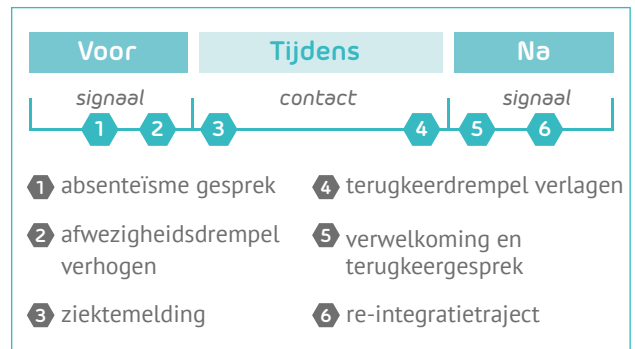 Voor Tijdens Na
signaal contact signaal
1 2 3 4 5 6
1 absenteïsme gesprek
2 afwezigheidsdrempel
verhogen
3 ziektemelding
4 terugkeerdrempel verlagen
5 verwelkoming en
terugkeergesprek
6 re-integratietraject